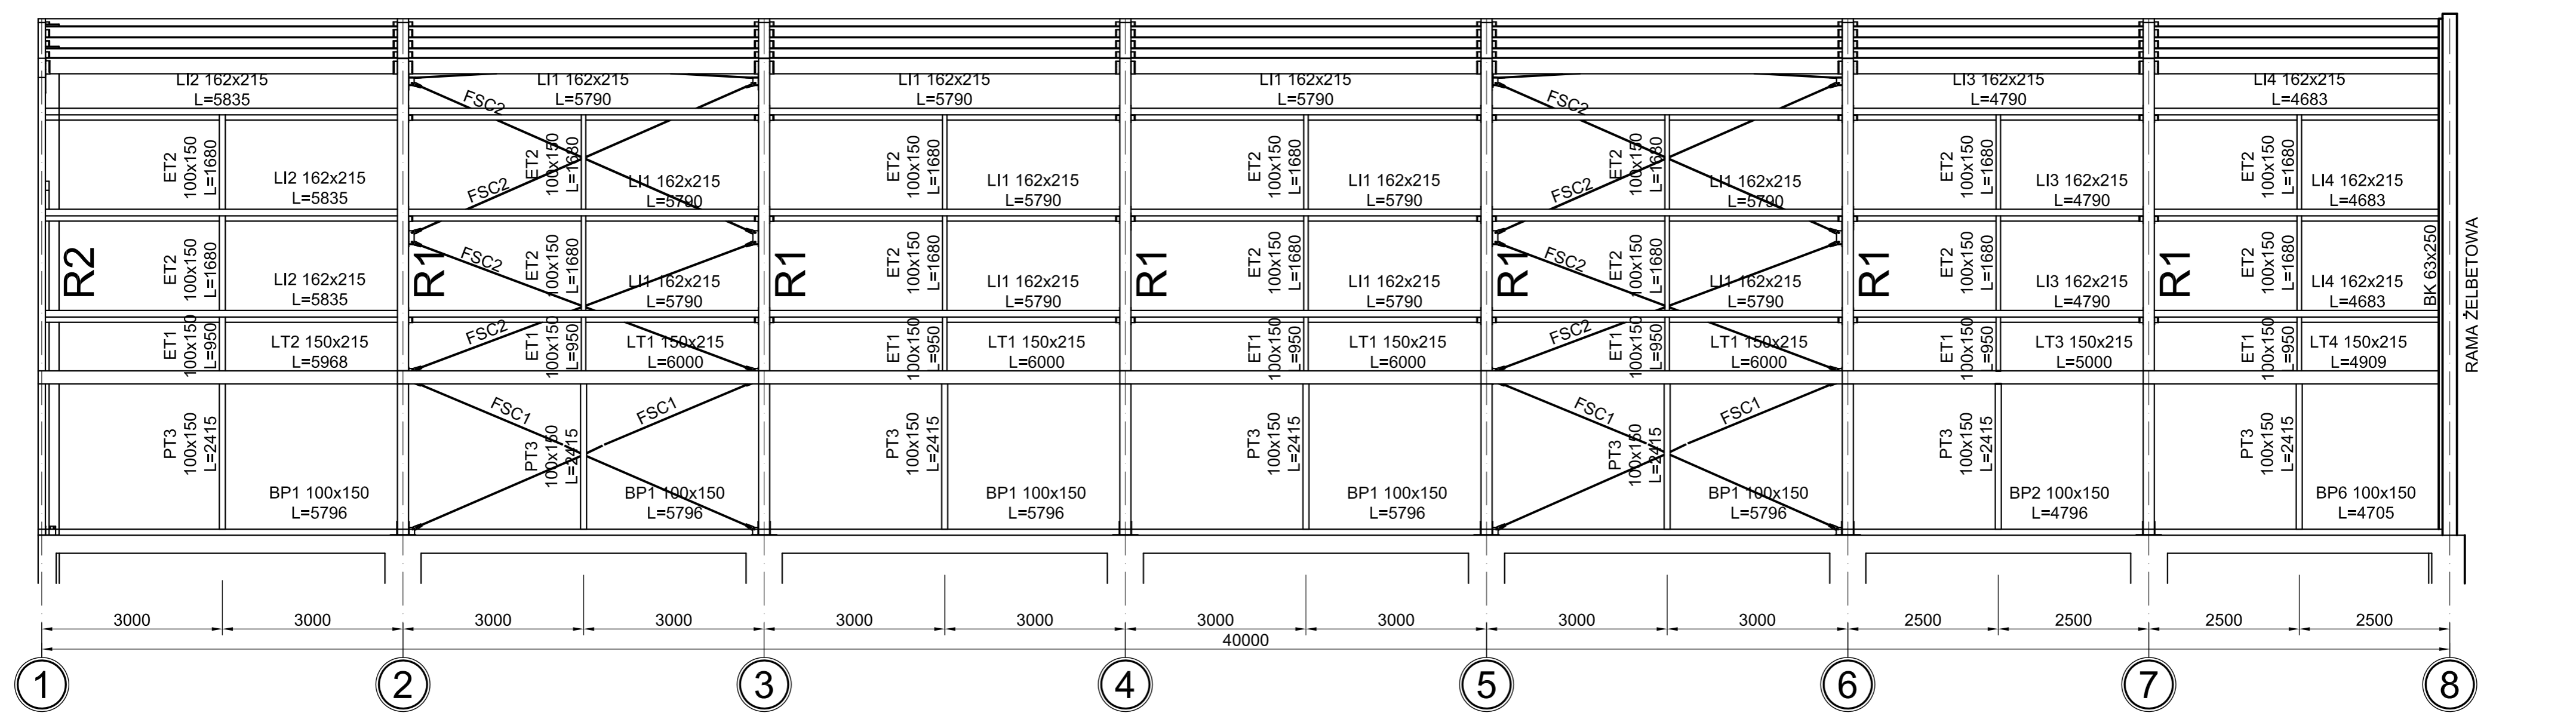 LI2 162x215
L=5835
LI1 162x215
L=5790
LI1 162x215
L=5790
LI1 162x215
L=5790
LI3 162x215
L=4790
LI4 162x215
L=4683
FSC2
FSC2
ET2
100x150
L=1680
LI2 162x215
L=5835
FSC2
ET2
100x150
L=1680
LI1 162x215
L=5790
ET2
100x150
L=1680
LI1 162x215
L=5790
ET2
100x150
L=1680
LI1 162x215
L=5790
FSC2
ET2
100x150
L=1680
LI1 162x215
L=5790
ET2
100x150
L=1680
LI3 162x215
L=4790
ET2
100x150
L=1680
LI4 162x215
L=4683
R2
ET2
100x150
L=1680
LI2 162x215
L=5835
R1
FSC2
ET2
100x150
L=1680
LI1 162x215
L=5790
R1
ET2
100x150
L=1680
LI1 162x215
L=5790
R1
ET2
100x150
L=1680
LI1 162x215
L=5790
R1
FSC2
ET2
100x150
L=1680
LI1 162x215
L=5790
R1
ET2
100x150
L=1680
LI3 162x215
L=4790
R1
ET2
100x150
L=1680
LI4 162x215
L=4683
BK 63x250
RAMA ŻELBETOWA
ET1
100x150
L=950
LT2 150x215
L=5968
FSC2
ET1
100x150
L=950
LT1 150x215
L=6000
ET1
100x150
L=950
LT1 150x215
L=6000
ET1
100x150
L=950
LT1 150x215
L=6000
FSC2
ET1
100x150
L=950
LT1 150x215
L=6000
ET1
100x150
L=950
LT3 150x215
L=5000
ET1
100x150
L=950
LT4 150x215
L=4909
PT3
100x150
L=2415
BP1 100x150
L=5796
FSC1
FSC1
PT3
100x150
L=2415
BP1 100x150
L=5796
PT3
100x150
L=2415
BP1 100x150
L=5796
PT3
100x150
L=2415
BP1 100x150
L=5796
FSC1
FSC1
PT3
100x150
L=2415
BP1 100x150
L=5796
PT3
100x150
L=2415
BP2 100x150
L=4796
PT3
100x150
L=2415
BP6 100x150
L=4705
3000 3000 3000 3000 3000 3000 3000 3000 3000 3000 2500 2500 2500 2500
40000
1 2 3 4 5 6 7 8